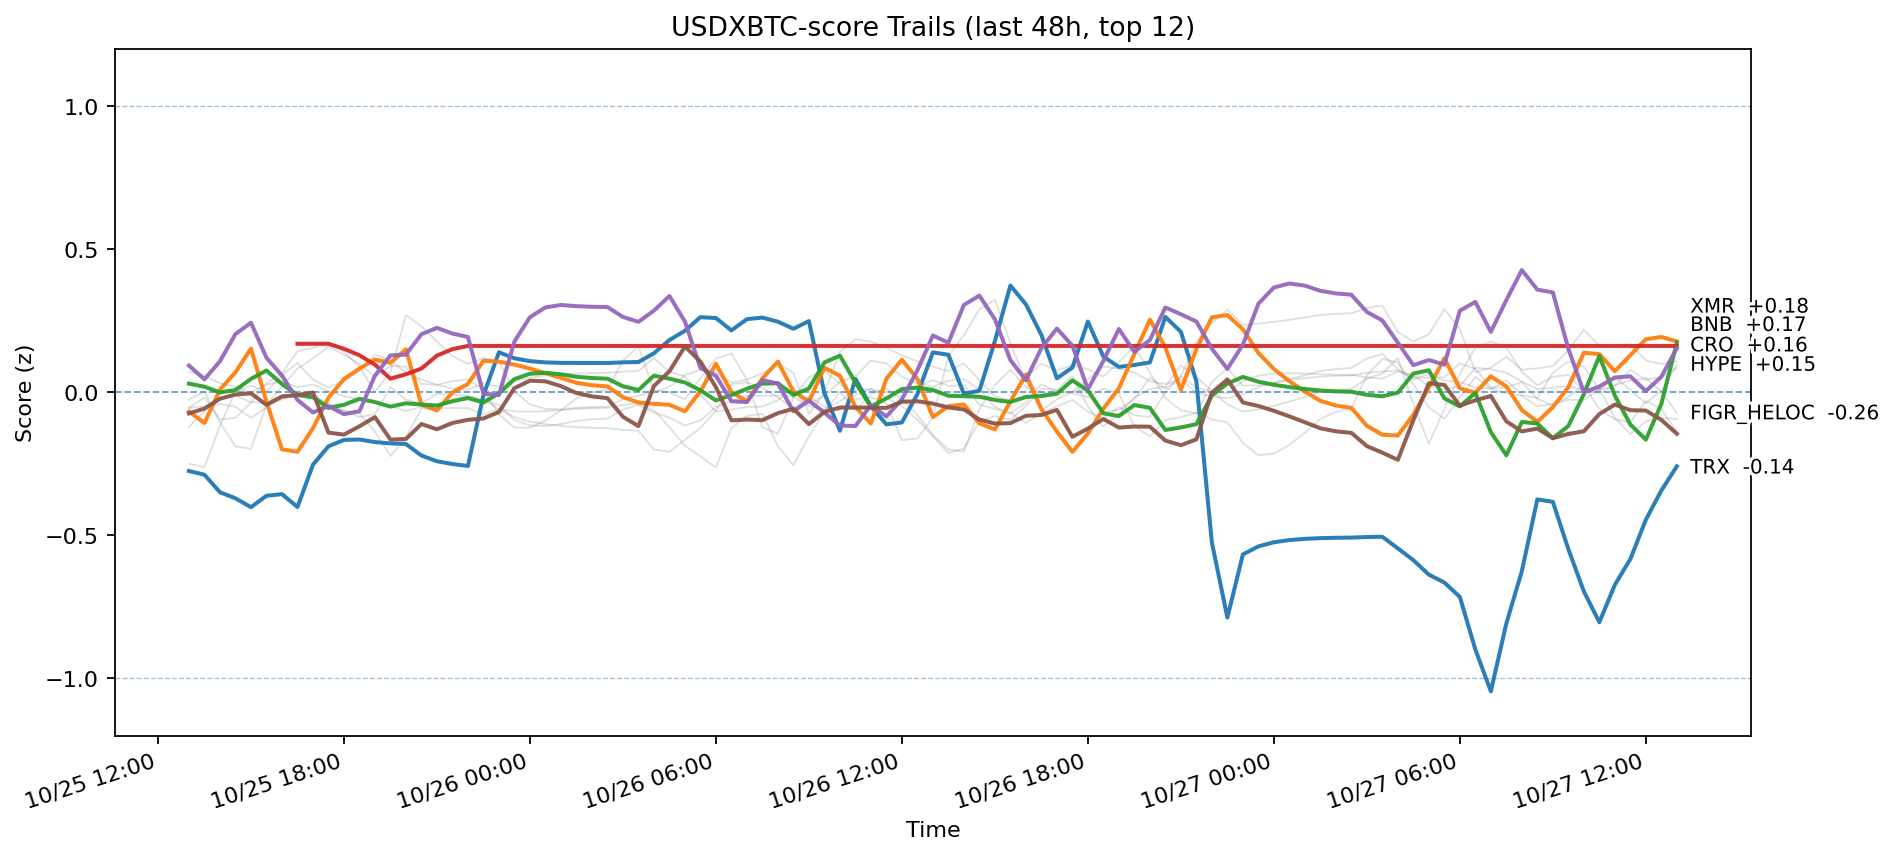 USDXBTC-score Trails (last 48h, top 12)
Score (z)
1.0
0.5
0.0
−0.5
−1.0
XMR +0.18
BNB +0.17
CRO +0.16
HYPE +0.15
FIGR_HELOC -0.26
TRX -0.14
10/25 12:00
10/25 18:00
10/26 00:00
10/26 06:00
10/26 12:00
10/26 18:00
10/27 00:00
10/27 06:00
10/27 12:00
Time